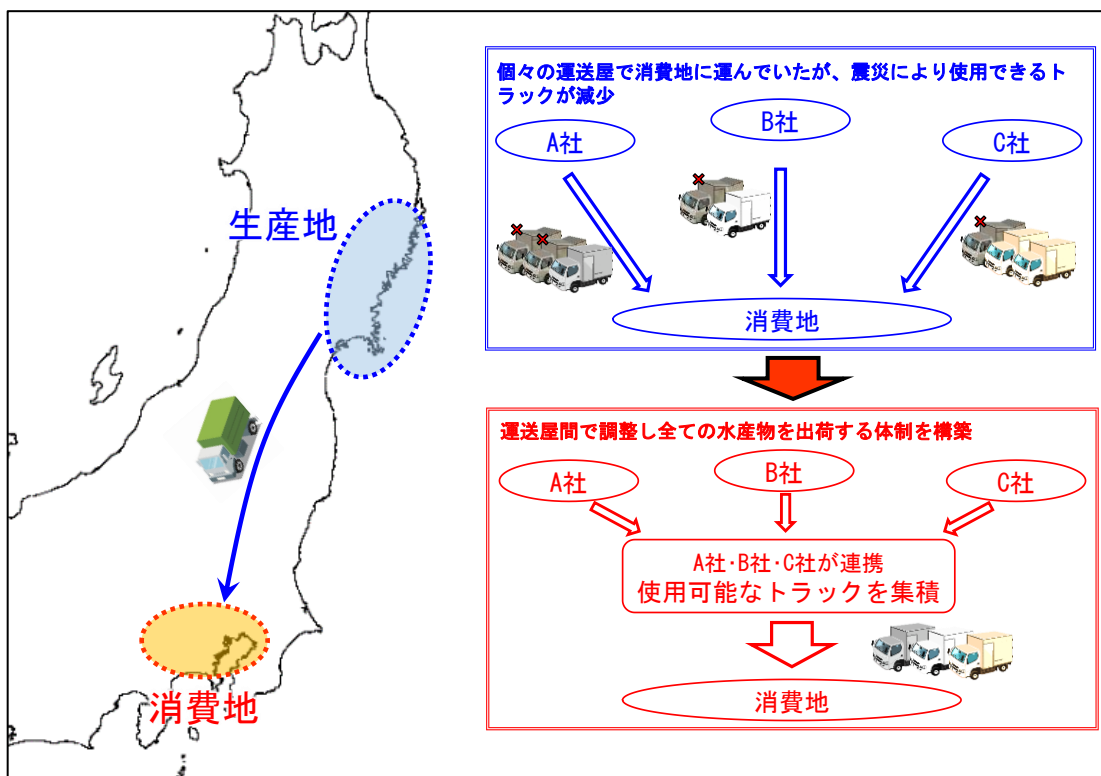 生産地
消費地
個々の運送屋で消費地に運んでいたが、震災により使用できるト
ラックが減少
A社
B社
C社
消費地
運送屋間で調整し全ての水産物を出荷する体制を構築
A社
B社
C社
A社・B社・C社が連携
使用可能なトラックを集積
消費地